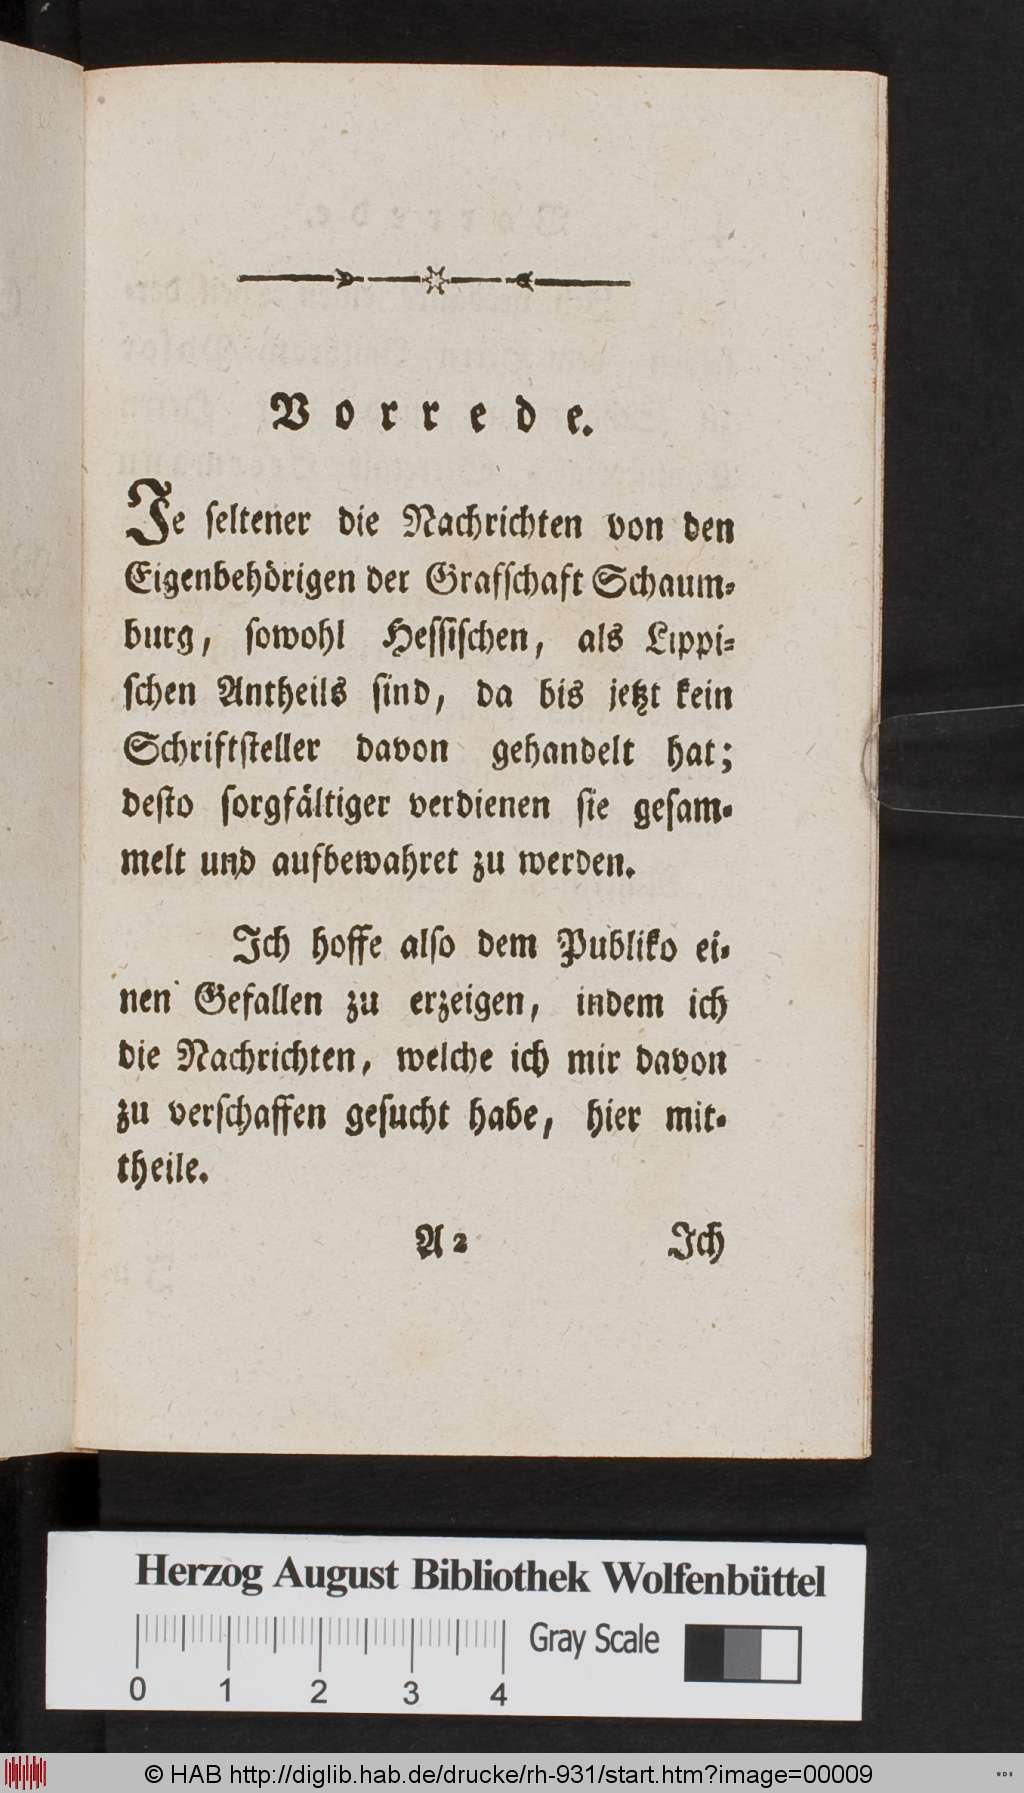 Vorrede.
Je seltener die Nachrichten von den
Eigenbehörigen der Grafschaft Schaum-
burg, sowohl Hessischen, als Lippi-
schen Antheils sind, da bis jetzt kein
Schriftsteller davon gehandelt hat;
desto sorgfältiger verdienen sie gesam-
melt und aufbewahret zu werden.
Ich hoffe also dem Publiko ei-
nen Gefallen zu erzeigen, indem ich
die Nachrichten, welche ich mir davon
zu verschaffen gesucht habe, hier mit-
theile.
A 2 Ich
Herzog August Bibliothek Wolfenbüttel
Gray Scale
0 1 2 3 4
© HAB http://diglib.hab.de/drucke/rh-931/start.htm?image=00009